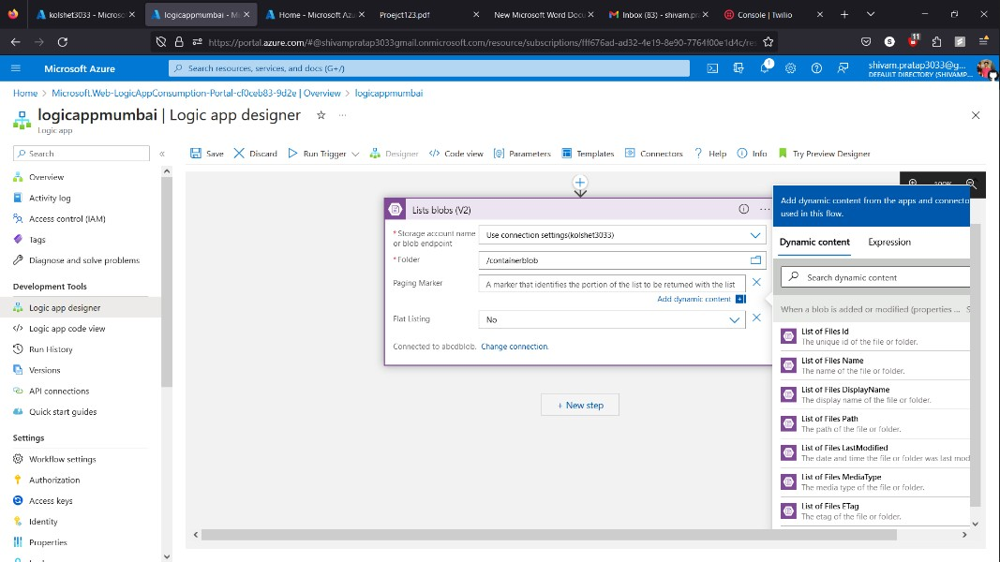 kolshet3033 - Microso
logicappmumbai - Mi
Home - Microsoft Az
Proejct123.pdf
New Microsoft Word Docu
Inbox (83) - shivam.pr
Console | Twilio
https://portal.azure.com/#@shivampratap3033gmail.onmicrosoft.com/resource/subscriptions/fff676ad-ad32-4e19-8e90-7764f00e1d4c/res
11
Microsoft Azure
Search resources, services, and docs (G+/)
1
shivam.pratap3033@g...
DEFAULT DIRECTORY (SHIVAMP...
Home > Microsoft.Web-LogicAppConsumption-Portal-cf0ceb83-9d2e | Overview > logicappmumbai
logicappmumbai | Logic app designer
Logic app
Search
Save
Discard
Run Trigger
Designer
Code view
Parameters
Templates
Connectors
Help
Info
Try Preview Designer
Overview
Activity log
Access control (IAM)
Tags
Diagnose and solve problems
Development Tools
Logic app designer
Logic app code view
Run History
Versions
API connections
Quick start guides
Settings
Workflow settings
Authorization
Access keys
Identity
Properties
100%
Lists blobs (V2)
* Storage account name or blob endpoint
Use connection settings(kolshet3033)
* Folder
/containerblob
Paging Marker
A marker that identifies the portion of the list to be returned with the list
Add dynamic content
Flat Listing
No
Connected to abcdblob. Change connection.
+ New step
Add dynamic content from the apps and connecto
used in this flow.
Dynamic content
Expression
Search dynamic content
When a blob is added or modified (properties ...
List of Files Id
The unique id of the file or folder.
List of Files Name
The name of the file or folder.
List of Files DisplayName
The display name of the file or folder.
List of Files Path
The path of the file or folder.
List of Files LastModified
The date and time the file or folder was last mod
List of Files MediaType
The media type of the file or folder.
List of Files ETag
The etag of the file or folder.